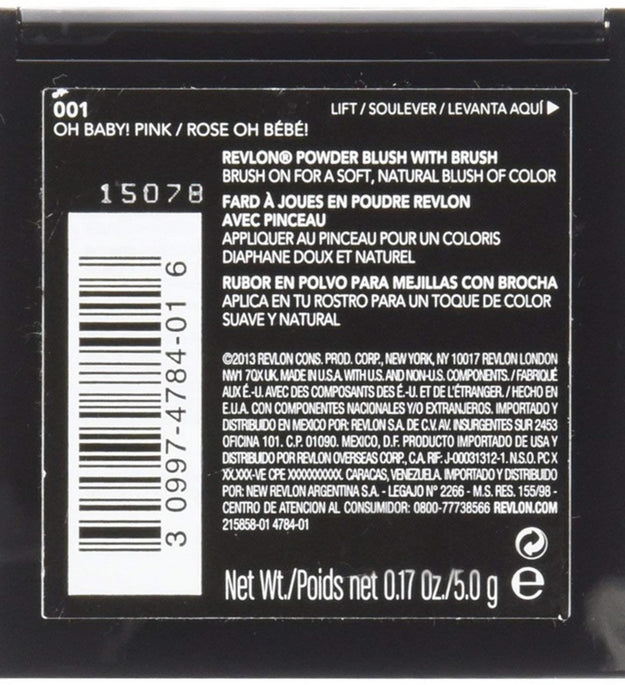 001
LIFT / SOULEVER / LEVANTA AQUÍ
OH BABY! PINK / ROSE OH BÉBÉ!
REVLON® POWDER BLUSH WITH BRUSH
BRUSH ON FOR A SOFT, NATURAL BLUSH OF COLOR
15078
FARD À JOUES EN POUDRE REVLON
AVEC PINCEAU
APPLIQUER AU PINCEAU POUR UN COLORIS
DIAPHANE DOUX ET NATUREL
RUBOR EN POLVO PARA MEJILLAS CON BROCHA
APLICA EN TU ROSTRO PARA UN TOQUE DE COLOR
SUAVE Y NATURAL
3 0997-4784-01 6
©2013 REVLON CONS. PROD. CORP., NEW YORK, NY 10017 REVLON LONDON
NW1 7QX UK. MADE IN U.S.A. WITH U.S. AND NON-U.S. COMPONENTS. / FABRIQUÉ
AUX É.-U. AVEC DES COMPOSANTS DES É.-U. ET DE L'ÉTRANGER. / HECHO EN
E.U.A. CON COMPONENTES NACIONALES Y/O EXTRANJEROS. IMPORTADO Y
DISTRIBUIDO EN MEXICO POR: REVLON S.A. DE C.V. AV. INSURGENTES SUR 2453
OFICINA 101. C.P. 01090. MEXICO, D.F. PRODUCTO IMPORTADO DE USA Y
DISTRIBUIDO POR REVLON OVERSEAS CORP., C.A. RIF: J-00031312-1. N.S.O. PC X
XX.XXX-VE CPE XXXXXXXXXX. CARACAS, VENEZUELA. IMPORTADO Y DISTRIBUIDO
POR: NEW REVLON ARGENTINA S.A. - LEGAJO N° 2266 - M.S. RES. 155/98 -
CENTRO DE ATENCION AL CONSUMIDOR: 0800-77738566 REVLON.COM
215858-01 4784-01
Net Wt./Poids net 0.17 Oz./5.0 g e